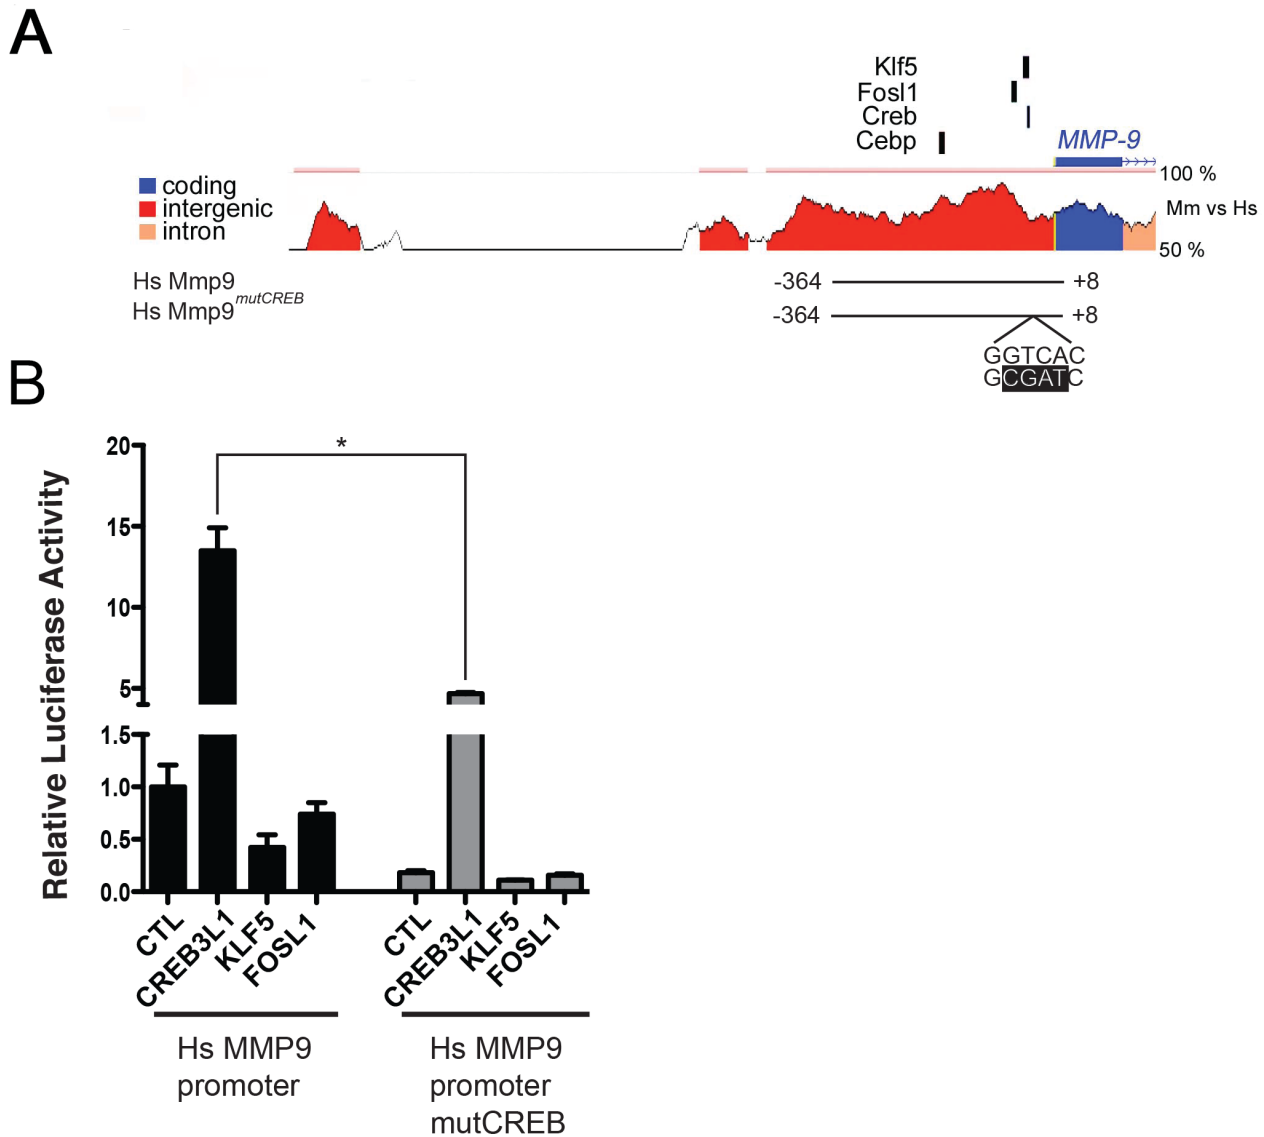 A
Klf5
Fosl1
Creb
Cebp
MMP-9
100 %
coding
intergenic
intron
Mm vs Hs
50 %
Hs Mmp9
-364
+8
Hs Mmp9 mutCREB
-364
+8
GGTCAC
GCGATC
B
Relative Luciferase Activity
20
15
10
5
1.5
1.0
0.5
0.0
*
CTL
CREB3L1
KLF5
FOSL1
CTL
CREB3L1
KLF5
FOSL1
Hs MMP9
promoter
Hs MMP9
promoter
mutCREB